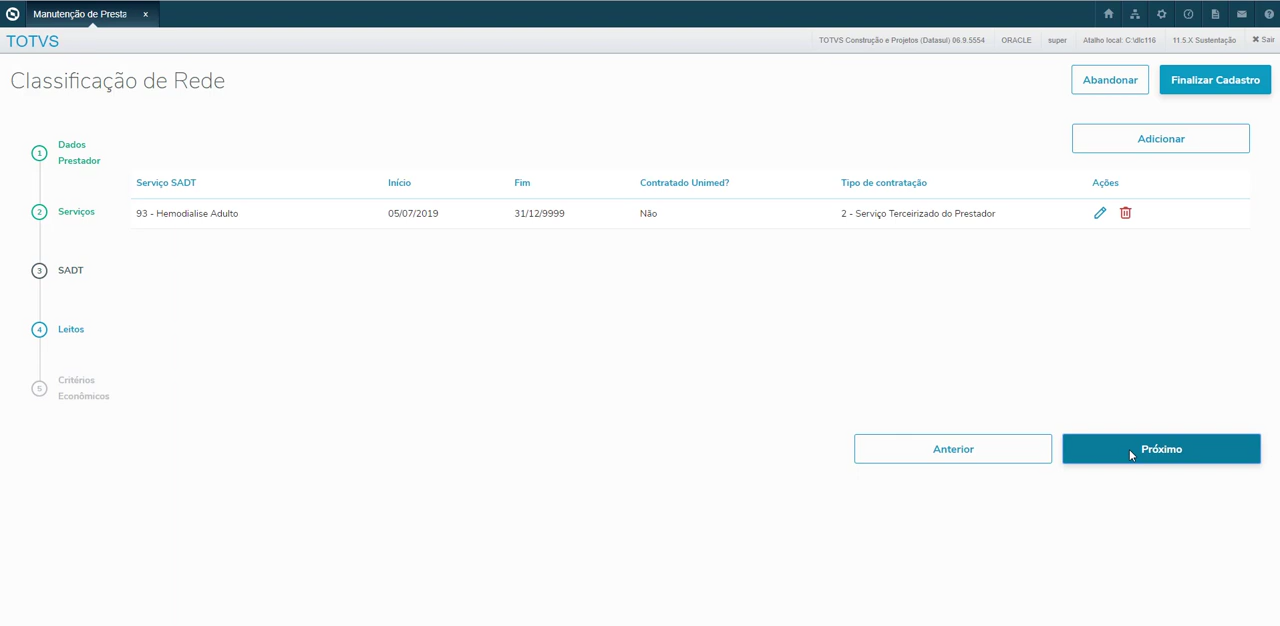 Manutenção de Presta x
TOTVS
TOTVS Construção e Projetos (Datasul) 06.9.5554 ORACLE super Atalho local: C:\dlc116 11.5.X Sustentação Sair
Classificação de Rede
Abandonar
Finalizar Cadastro
Adicionar
1 Dados
Prestador
2 Serviços
3 SADT
4 Leitos
5 Critérios
Econômicos
Serviço SADT Início Fim Contratado Unimed? Tipo de contratação Ações
93 - Hemodialise Adulto 05/07/2019 31/12/9999 Não 2 - Serviço Terceirizado do Prestador
Anterior
Próximo